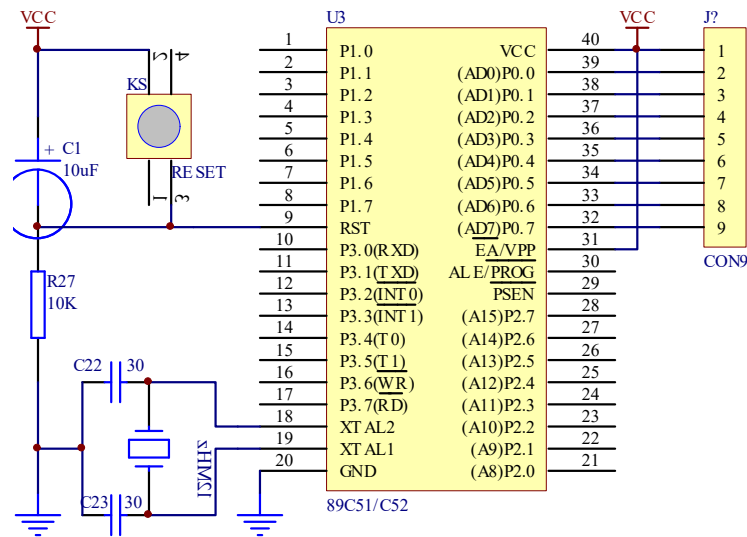 VCC
U3
VCC
J?
KS
2
4
RESET
1
3
C1
+
10uF
R27
10K
C22
30
C23
30
12MHz
1
P1.0
2
P1.1
3
P1.2
4
P1.3
5
P1.4
6
P1.5
7
P1.6
8
P1.7
9
RST
10
P3.0(RXD)
11
P3.1(TXD)
12
P3.2(INT0)
13
P3.3(INT1)
14
P3.4(T0)
15
P3.5(T1)
16
P3.6(WR)
17
P3.7(RD)
18
XTAL2
19
XTAL1
20
GND
VCC
40
(AD0)P0.0
39
(AD1)P0.1
38
(AD2)P0.2
37
(AD3)P0.3
36
(AD4)P0.4
35
(AD5)P0.5
34
(AD6)P0.6
33
(AD7)P0.7
32
EA/VPP
31
ALE/PROG
30
PSEN
29
(A15)P2.7
28
(A14)P2.6
27
(A13)P2.5
26
(A12)P2.4
25
(A11)P2.3
24
(A10)P2.2
23
(A9)P2.1
22
(A8)P2.0
21
89C51/C52
1
2
3
4
5
6
7
8
9
CON9